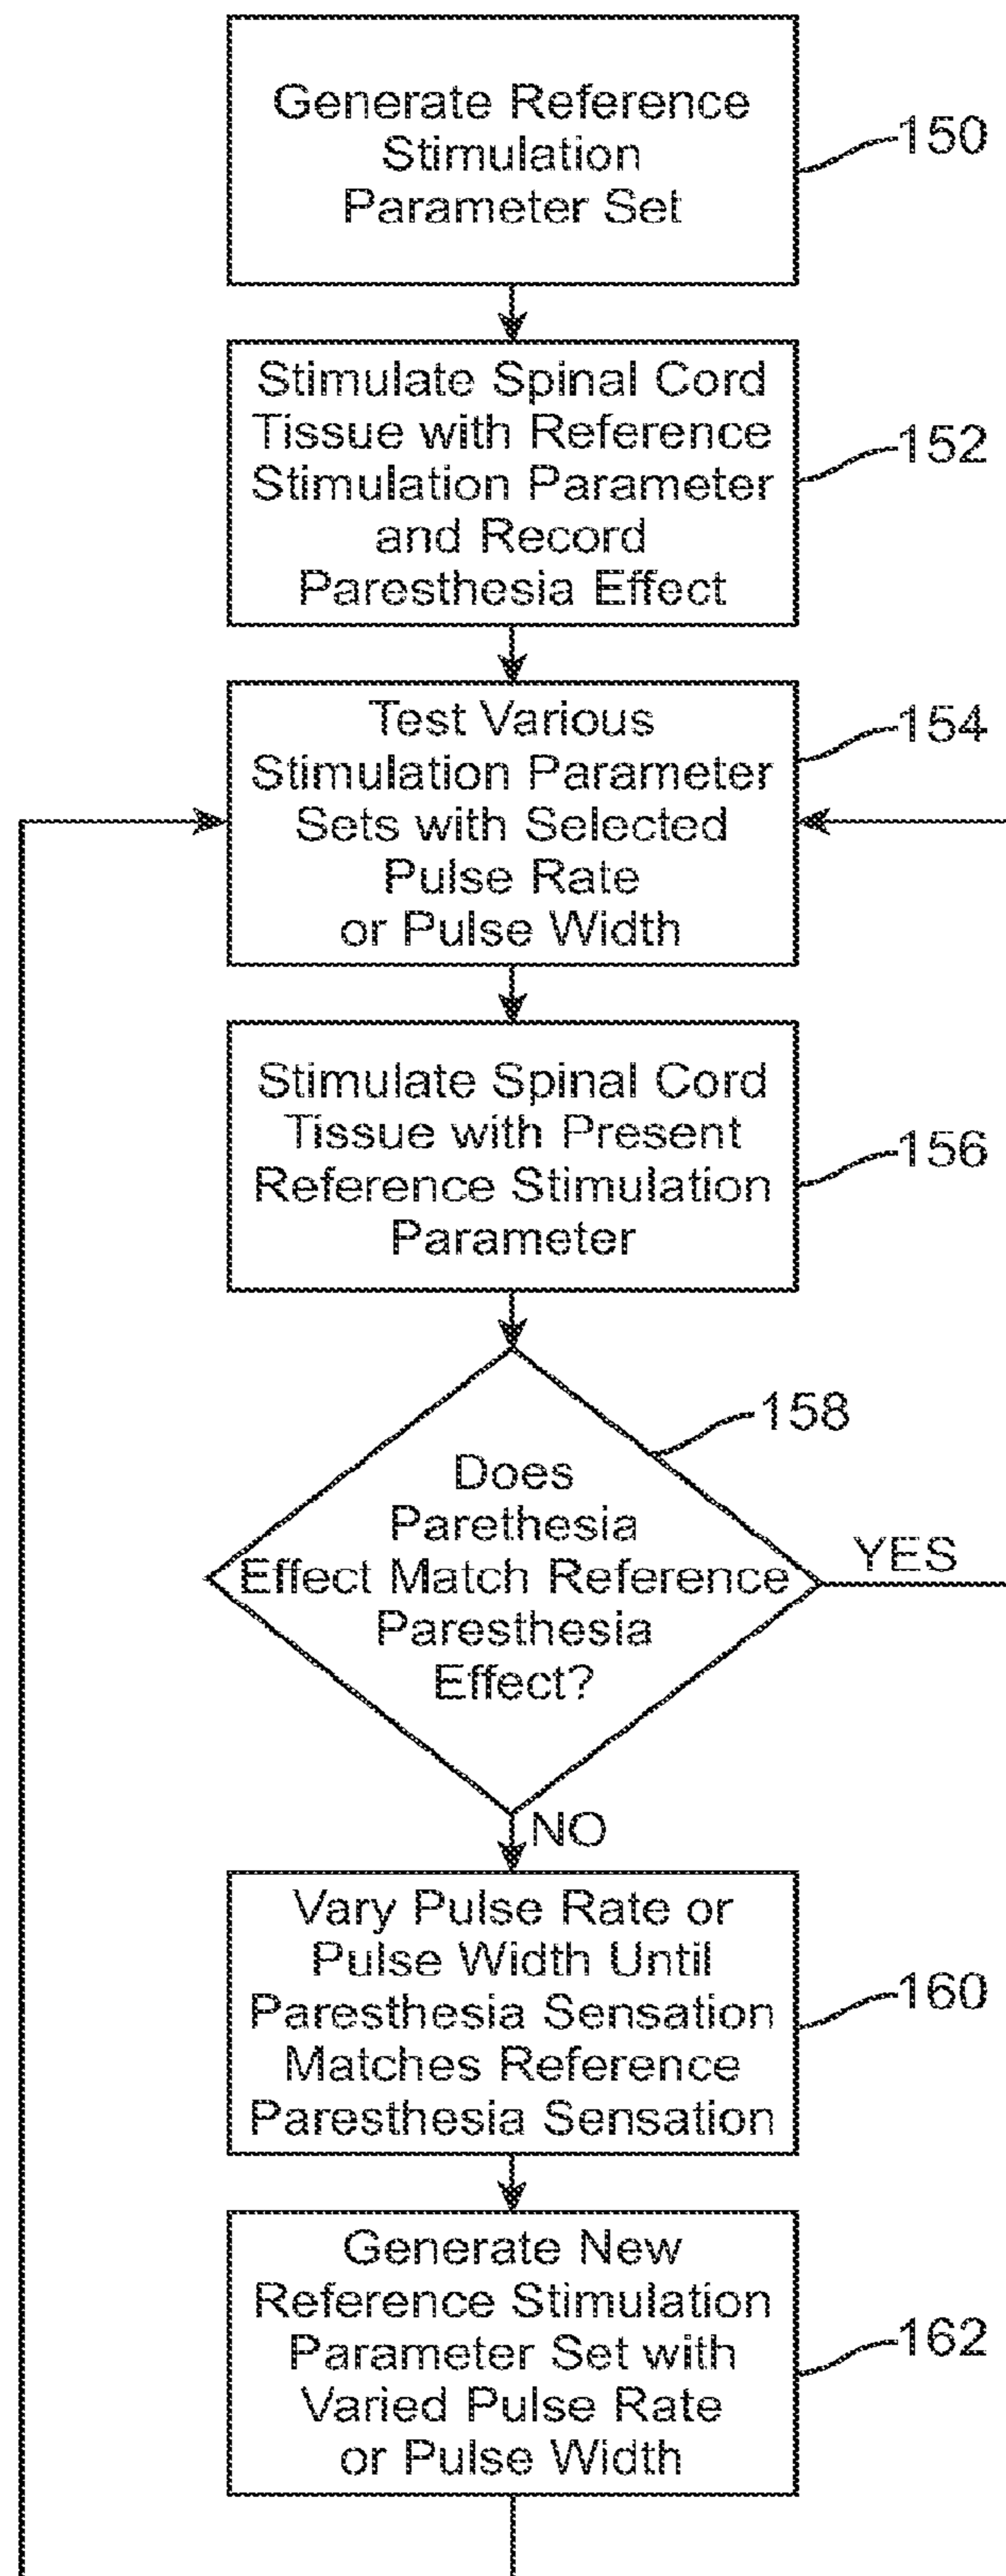 Generate Reference
Stimulation
Parameter Set
150
Stimulate Spinal Cord
Tissue with Reference
Stimulation Parameter
and Record
Paresthesia Effect
152
Test Various
Stimulation Parameter
Sets with Selected
Pulse Rate
or Pulse Width
154
Stimulate Spinal Cord
Tissue with Present
Reference Stimulation
Parameter
156
Does
Parethesia
Effect Match Reference
Paresthesia
Effect?
158
YES
NO
Vary Pulse Rate or
Pulse Width Until
Paresthesia Sensation
Matches Reference
Paresthesia Sensation
160
Generate New
Reference Stimulation
Parameter Set with
Varied Pulse Rate
or Pulse Width
162